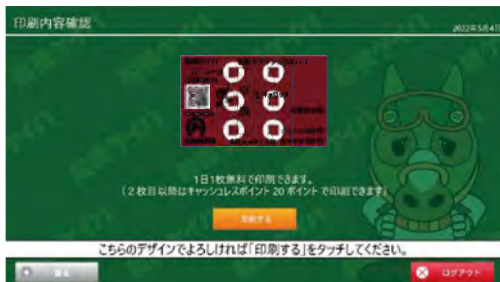 印刷内容確認
2022年5月4日
1日1枚無料で印刷できます。
(2枚目以降はキャッシュレスポイント 20 ポイント で印刷できます)
印刷する
こちらのデザインでよろしければ「印刷する」をタッチしてください。
戻る
ログアウト